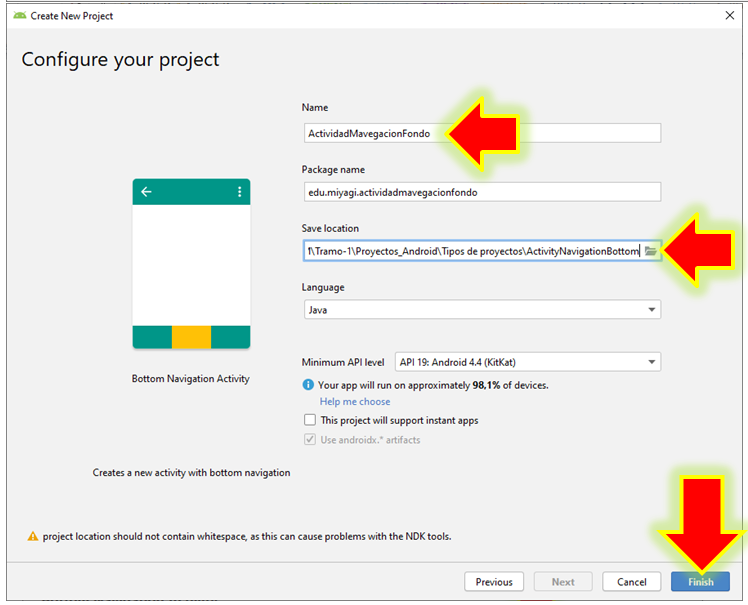 Create New Project
Configure your project
Name
ActividadMavegacionFondo
Package name
edu.miyagi.actividadmavegacionfondo
Save location
\Tramo-1\Proyectos_Android\Tipos de proyectos\ActivityNavigationBottom
Language
Java
Bottom Navigation Activity
Minimum API level
API 19: Android 4.4 (KitKat)
Your app will run on approximately 98,1% of devices.
Help me choose
This project will support instant apps
Use androidx.* artifacts
Creates a new activity with bottom navigation
project location should not contain whitespace, as this can cause problems with the NDK tools.
Previous
Next
Cancel
Finish